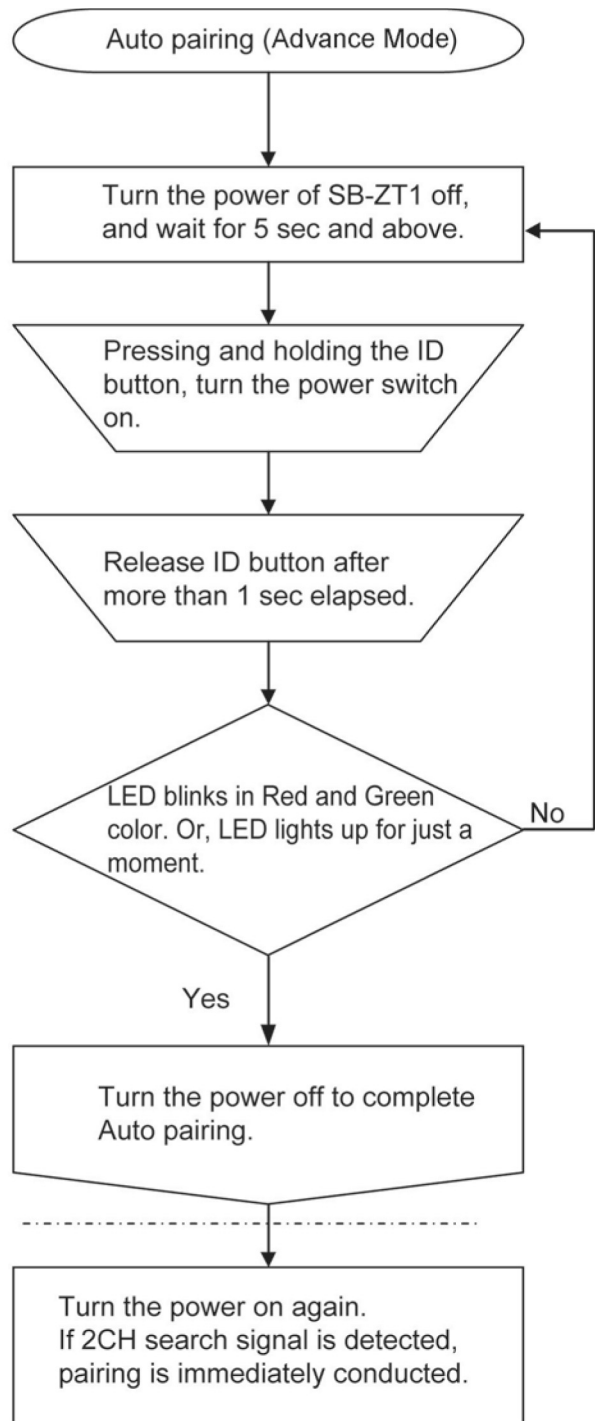 Auto pairing (Advance Mode)
Turn the power of SB-ZT1 off,
and wait for 5 sec and above.
Pressing and holding the ID
button, turn the power switch
on.
Release ID button after
more than 1 sec elapsed.
LED blinks in Red and Green
color. Or, LED lights up for just a
moment.
No
Yes
Turn the power off to complete
Auto pairing.
Turn the power on again.
If 2CH search signal is detected,
pairing is immediately conducted.